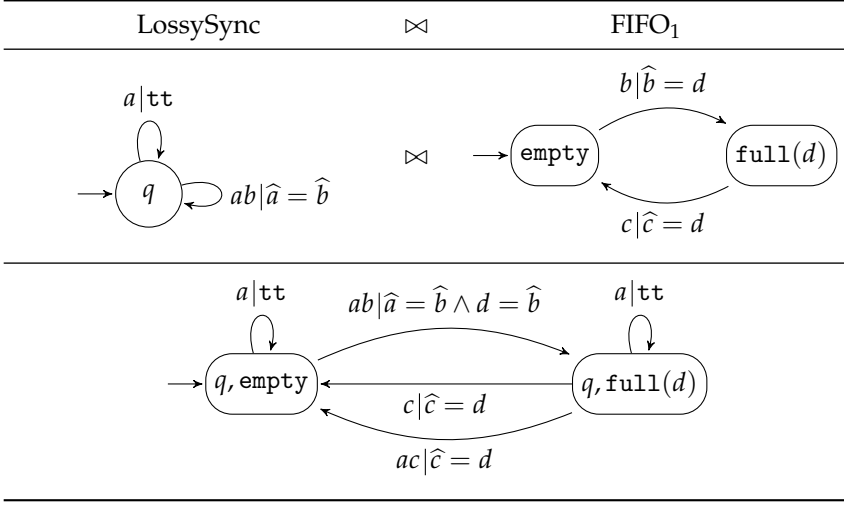 LossySync ⋈ FIFO₁
a|tt
q
ab|â = b̂
⋈
b|b̂ = d
empty
full(d)
c|ĉ = d
a|tt
ab|â = b̂ ∧ d = b̂
a|tt
q, empty
q, full(d)
c|ĉ = d
ac|ĉ = d